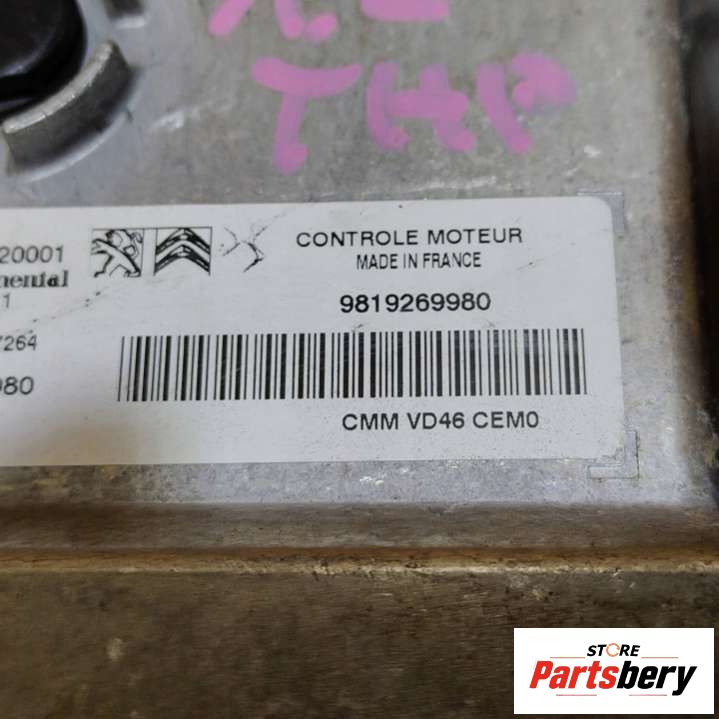 THP
20001
CONTROLE MOTEUR
MADE IN FRANCE
nental
1
9819269980
7264
980
CMM VD46 CEM0
STORE
Partsbery